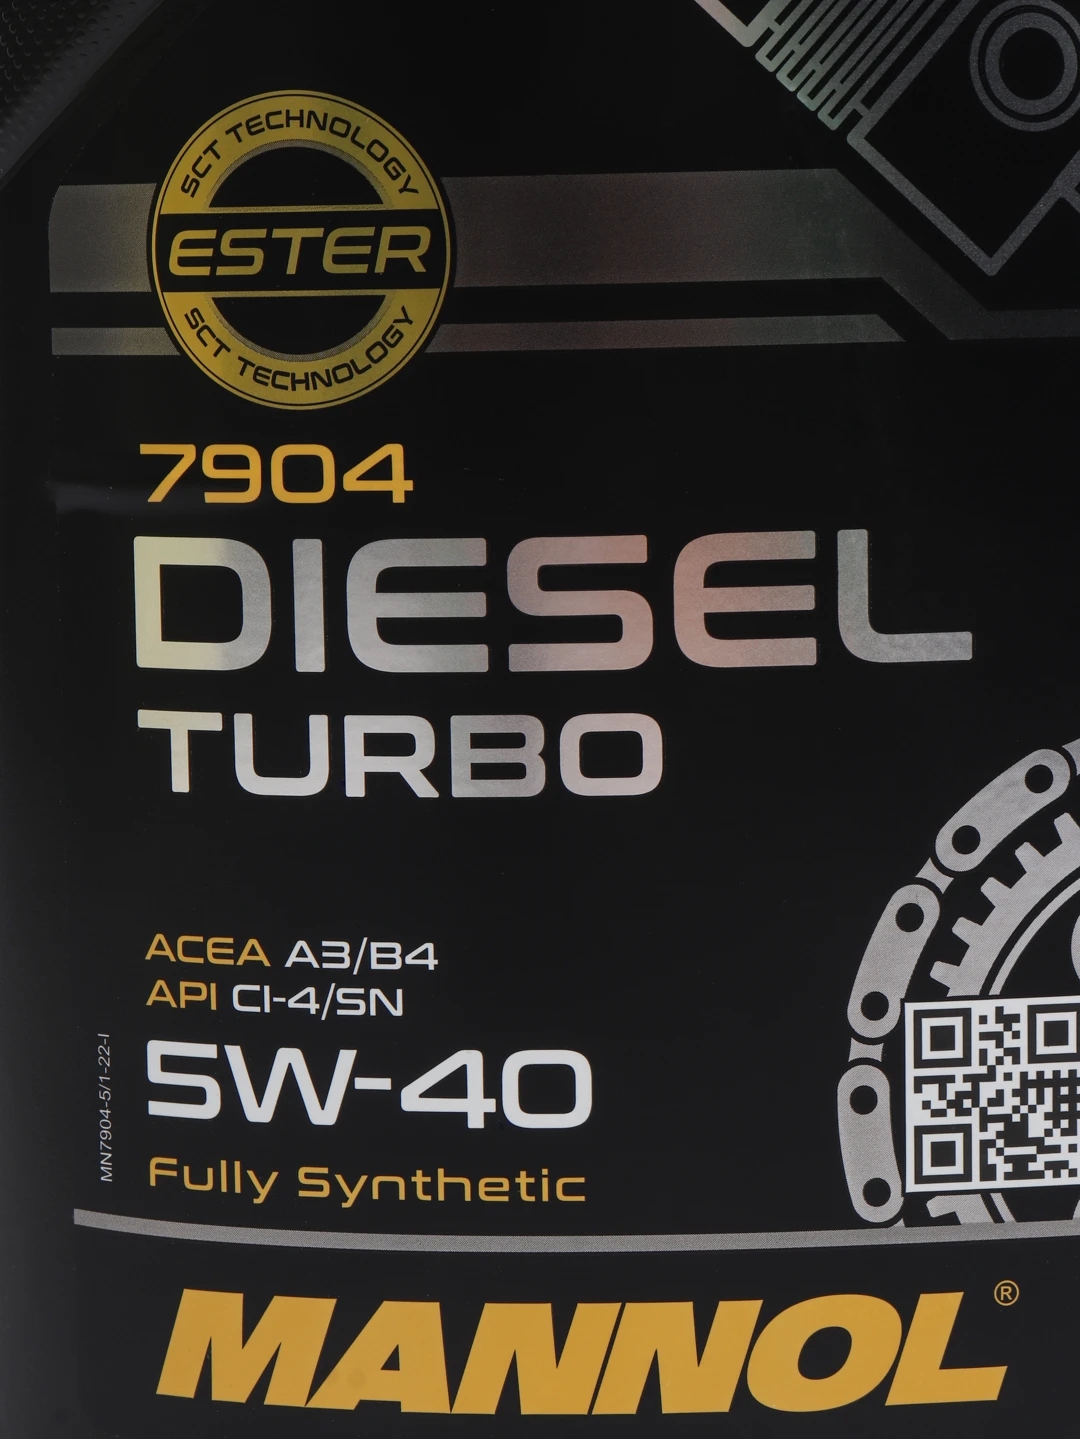 SCT TECHNOLOGY
ESTER
SCT TECHNOLOGY
7904
DIESEL
TURBO
ACEA A3/B4
API CI-4/SN
5W-40
Fully Synthetic
MN7904-5/1-22-I
MANNOL®